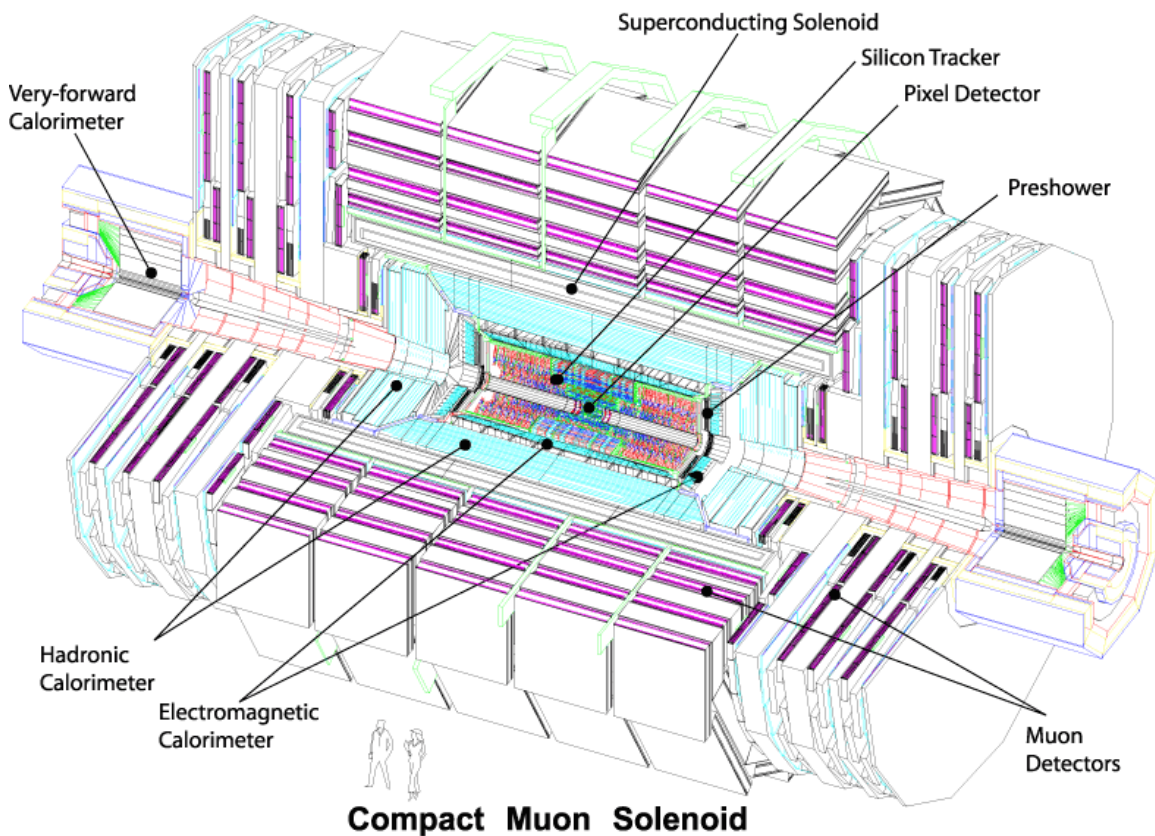 Superconducting Solenoid
Silicon Tracker
Pixel Detector
Very-forward
Calorimeter
Preshower
Hadronic
Calorimeter
Electromagnetic
Calorimeter
Muon
Detectors
Compact Muon Solenoid